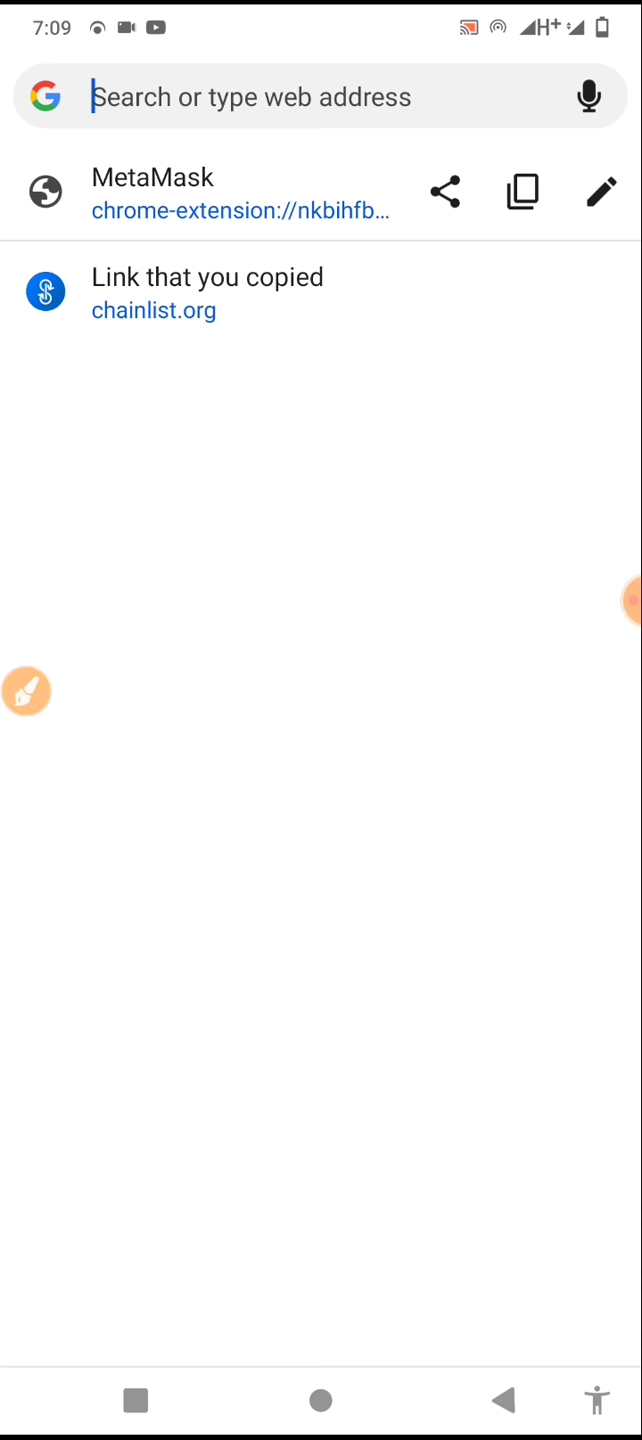 7:09
H+
Search or type web address
MetaMask
chrome-extension://nkbihfb...
Link that you copied
chainlist.org